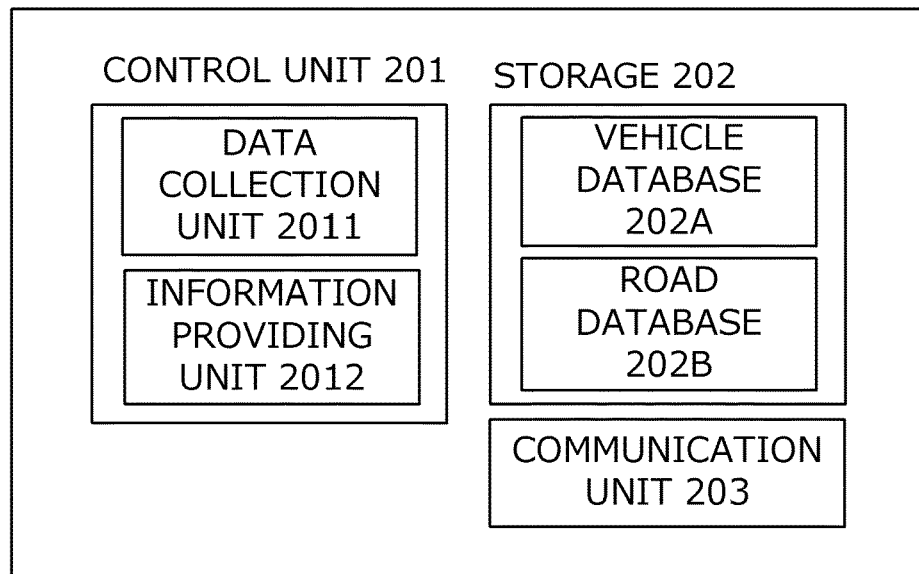 CONTROL UNIT 201
DATA
COLLECTION
UNIT 2011
INFORMATION
PROVIDING
UNIT 2012
STORAGE 202
VEHICLE
DATABASE
202A
ROAD
DATABASE
202B
COMMUNICATION
UNIT 203